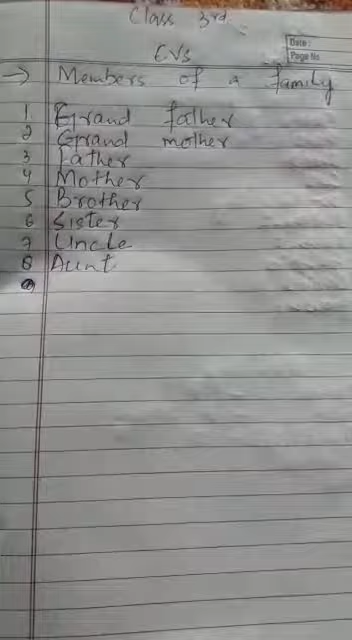 Class 3rd.
EVS
Date:
Page No
→ Members of a family
1 Grand father
2 Grand mother
3 Father
4 Mother
5 Brother
6 Sister
7 Uncle
8 Aunt